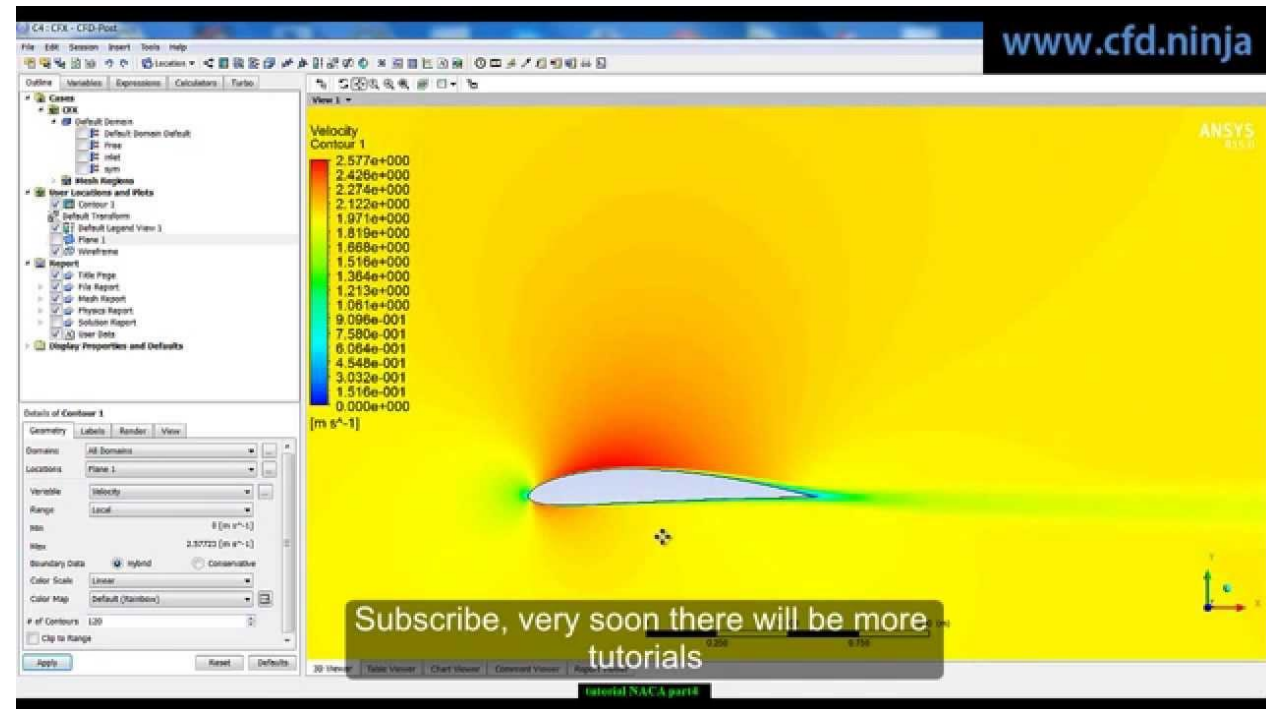 C4 : CFX - CFD-Post
www.cfd.ninja
File Edit Session Insert Tools Help
Location
Outline Variables Expressions Calculators Turbo
View 1
Cases
CFX
Default Domain
Default Domain Default
Free
inlet
sym
Mesh Regions
User Locations and Plots
Contour 1
Default Transform
Default Legend View 1
Plane 1
Wireframe
Report
Title Page
File Report
Mesh Report
Physics Report
Solution Report
User Data
Display Properties and Defaults
Velocity
Contour 1
2.577e+000
2.426e+000
2.274e+000
2.122e+000
1.971e+000
1.819e+000
1.668e+000
1.516e+000
1.364e+000
1.213e+000
1.061e+000
9.096e-001
7.580e-001
6.064e-001
4.548e-001
3.032e-001
1.516e-001
0.000e+000
[m s^-1]
ANSYS
R15.0
Details of Contour 1
Geometry Labels Render View
Domains All Domains
Locations Plane 1
Variable Velocity
Range Local
Min 0 [m s^-1]
Max 2.57723 [m s^-1]
Boundary Data Hybrid Conservative
Color Scale Linear
Color Map Default (Rainbow)
# of Contours 120
Clip to Range
Apply Reset Defaults
Subscribe, very soon there will be more
tutorials
(m)
0.250 0.750
3D Viewer Table Viewer Chart Viewer Comment Viewer Report Viewer
tutorial NACA part4